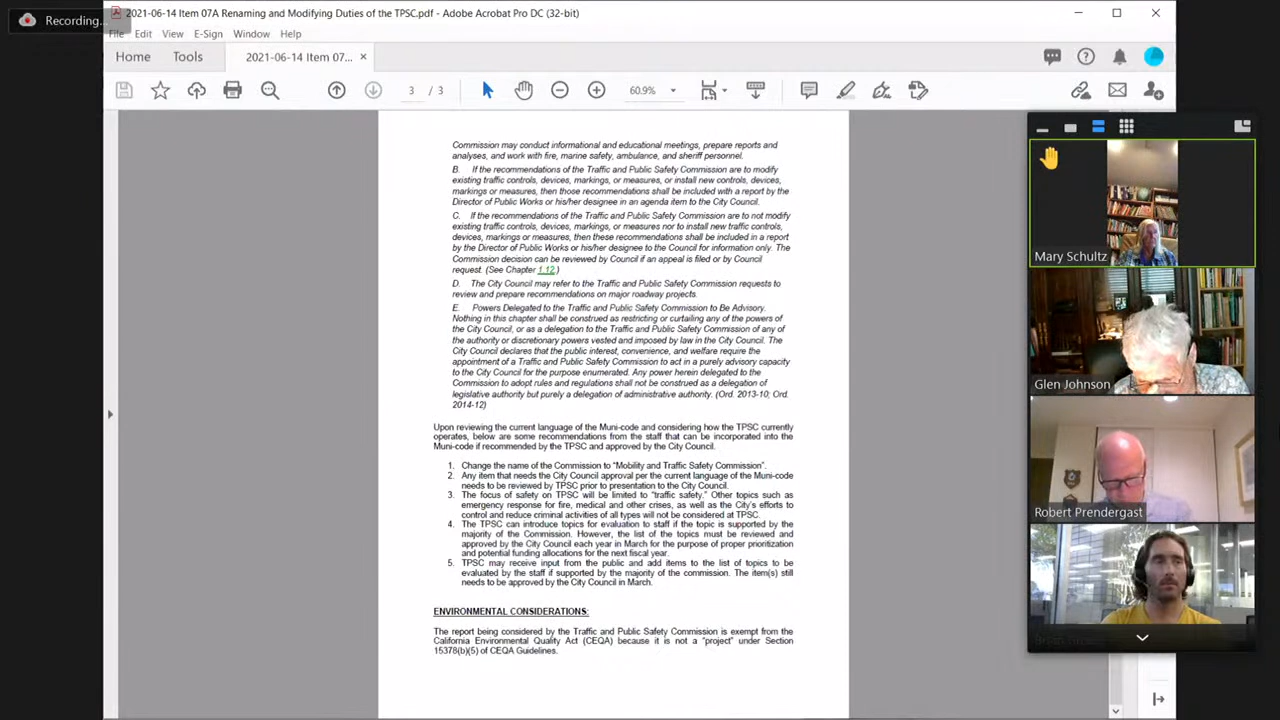 Recording...
2021-06-14 Item 07A Renaming and Modifying Duties of the TPSC.pdf - Adobe Acrobat Pro DC (32-bit)
File Edit View E-Sign Window Help
Home Tools 2021-06-14 Item 07... ×
3 / 3 60.9%
Commission may conduct informational and educational meetings, prepare reports and
analyses, and work with fire, marine safety, ambulance, and sheriff personnel.
B. If the recommendations of the Traffic and Public Safety Commission are to modify
existing traffic controls, devices, markings, or measures, or install new controls, devices,
markings or measures, then those recommendations shall be included with a report by the
Director of Public Works or his/her designee in an agenda item to the City Council.
C. If the recommendations of the Traffic and Public Safety Commission are to not modify
existing traffic controls, devices, markings, or measures nor to install new traffic controls,
devices, markings or measures, then these recommendations shall be included in a report
by the Director of Public Works or his/her designee to the Council for information only. The
Commission decision can be reviewed by Council if an appeal is filed or by Council
request. (See Chapter 1.12.)
D. The City Council may refer to the Traffic and Public Safety Commission requests to
review and prepare recommendations on major roadway projects.
E. Powers Delegated to the Traffic and Public Safety Commission to Be Advisory.
Nothing in this chapter shall be construed as restricting or curtailing any of the powers of
the City Council, or as a delegation to the Traffic and Public Safety Commission of any of
the authority or discretionary powers vested and imposed by law in the City Council. The
City Council declares that the public interest, convenience, and welfare require the
appointment of a Traffic and Public Safety Commission to act in a purely advisory capacity
to the City Council for the purpose enumerated. Any power herein delegated to the
Commission to adopt rules and regulations shall not be construed as a delegation of
legislative authority but purely a delegation of administrative authority. (Ord. 2013-10; Ord.
2014-12)
Upon reviewing the current language of the Muni-code and considering how the TPSC currently
operates, below are some recommendations from the staff that can be incorporated into the
Muni-code if recommended by the TPSC and approved by the City Council.
1. Change the name of the Commission to "Mobility and Traffic Safety Commission".
2. Any item that needs the City Council approval per the current language of the Muni-code
needs to be reviewed by TPSC prior to presentation to the City Council.
3. The focus of safety on TPSC will be limited to "traffic safety." Other topics such as
emergency response for fire, medical and other crises, as well as the City's efforts to
control and reduce criminal activities of all types will not be considered at TPSC.
4. The TPSC can introduce topics for evaluation to staff if the topic is supported by the
majority of the Commission. However, the list of the topics must be reviewed and
approved by the City Council each year in March for the purpose of proper prioritization
and potential funding allocations for the next fiscal year.
5. TPSC may receive input from the public and add items to the list of topics to be
evaluated by the staff if supported by the majority of the commission. The item(s) still
needs to be approved by the City Council in March.
ENVIRONMENTAL CONSIDERATIONS:
The report being considered by the Traffic and Public Safety Commission is exempt from the
California Environmental Quality Act (CEQA) because it is not a "project" under Section
15378(b)(5) of CEQA Guidelines.
Mary Schultz
Glen Johnson
Robert Prendergast